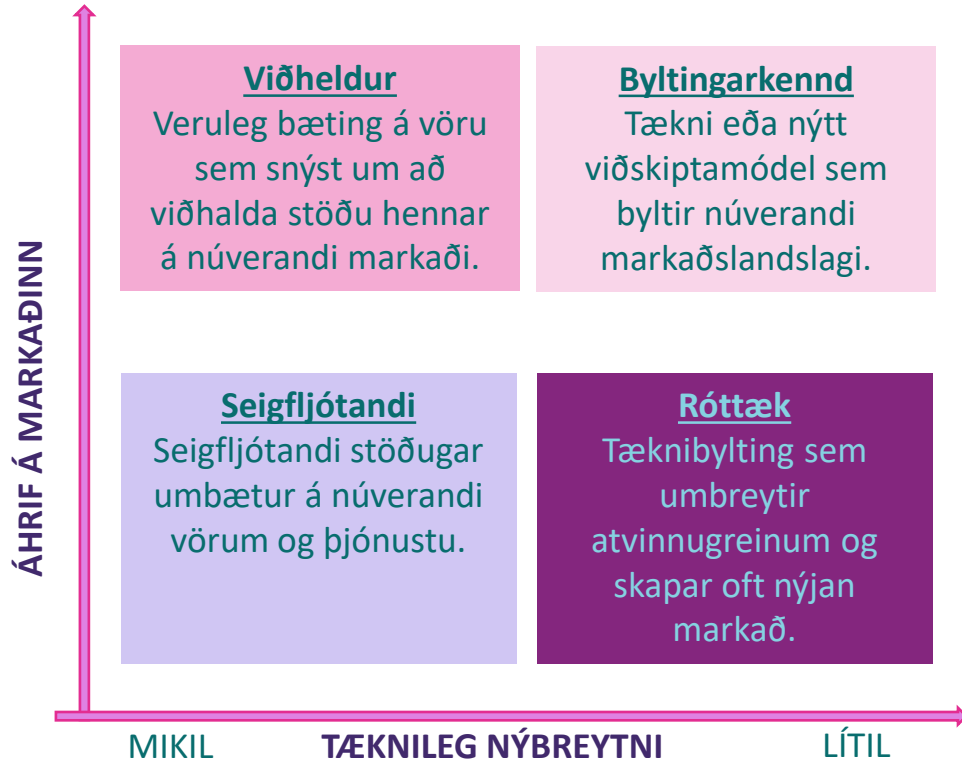 ÁHRIF Á MARKAÐINN
Viðheldur
Veruleg bæting á vöru
sem snýst um að
viðhalda stöðu hennar
á núverandi markaði.
Byltingarkennd
Tækni eða nýtt
viðskiptamódel sem
byltir núverandi
markaðslandslagi.
Seigfljótandi
Seigfljótandi stöðugar
umbætur á núverandi
vörum og þjónustu.
Róttæk
Tæknibylting sem
umbreytir
atvinnugreinum og
skapar oft nýjan
markað.
MIKIL
TÆKNILEG NÝBREYTNI
LÍTIL